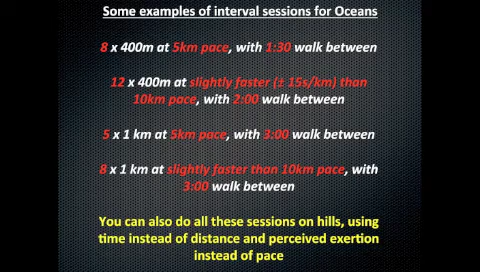 Some examples of interval sessions for Oceans
8 x 400m at 5km pace, with 1:30 walk between
12 x 400m at slightly faster (± 15s/km) than
10km pace, with 2:00 walk between
5 x 1 km at 5km pace, with 3:00 walk between
8 x 1 km at slightly faster than 10km pace, with
3:00 walk between
You can also do all these sessions on hills, using
time instead of distance and perceived exertion
instead of pace